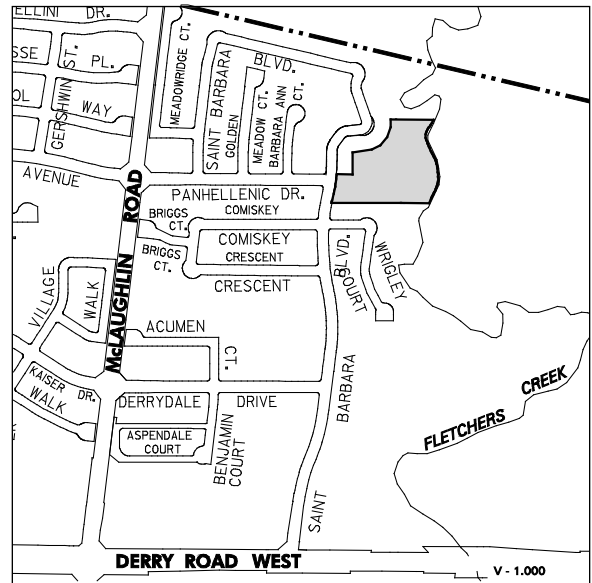 ELLINI DR.
SSE
ST.
PL.
OL
GERSHWIN
WAY
AVENUE
MEADOWRIDGE CT.
SAINT BARBARA
BLVD.
GOLDEN
MEADOW CT.
BARBARA ANN
CT.
McLAUGHLIN ROAD
PANHELLENIC DR.
BRIGGS
CT.
COMISKEY
COMISKEY
CRESCENT
BRIGGS
CT.
CRESCENT
BLVD.
COURT
WRIGLEY
VILLAGE
WALK
ACUMEN
CT.
KAISER DR.
WALK
DERRYDALE DRIVE
ASPENDALE
COURT
BENJAMIN
COURT
BARBARA
SAINT
FLETCHERS CREEK
DERRY ROAD WEST
V - 1.000